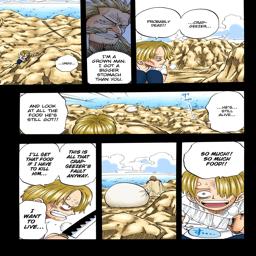 ...UNGH...
I'M A
GROWN MAN.
I GOT A
BIGGER
STOMACH
THAN YOU.
PROBABLY
DEAD!!
...CRAP-
GEEZER...
AND LOOK
AT ALL THE
FOOD HE'S
STILL GOT!!
...HE'S
STILL
ALIVE...
I'LL GET
THAT FOOD
IF I HAVE
TO KILL
HIM...
THIS IS
ALL THAT
CRAP-
GEEZER'S
FAULT
ANYWAY.
I
WANT
TO
LIVE...
SO MUCH!!
SO MUCH
FOOD!!